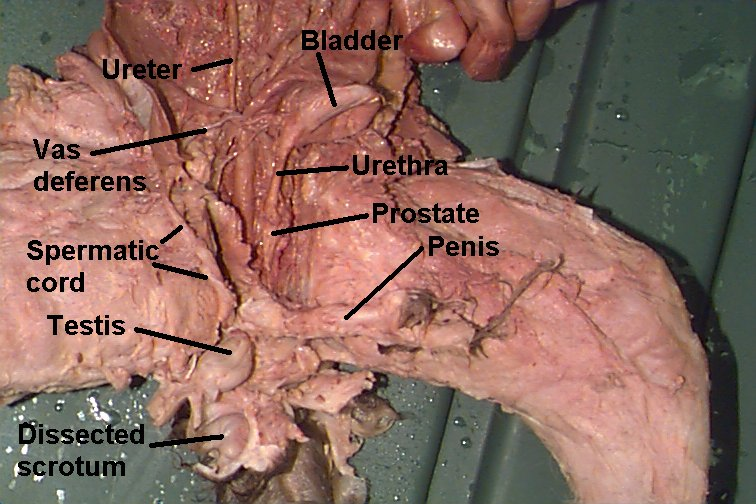 Bladder
Ureter
Vas
deferens
Urethra
Prostate
Penis
Spermatic
cord
Testis
Dissected
scrotum